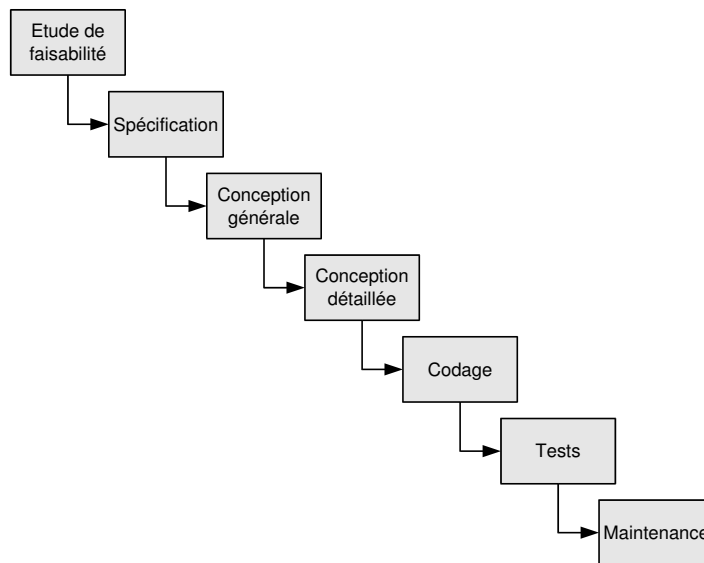 Etude de
faisabilité
Spécification
Conception
générale
Conception
détaillée
Codage
Tests
Maintenance